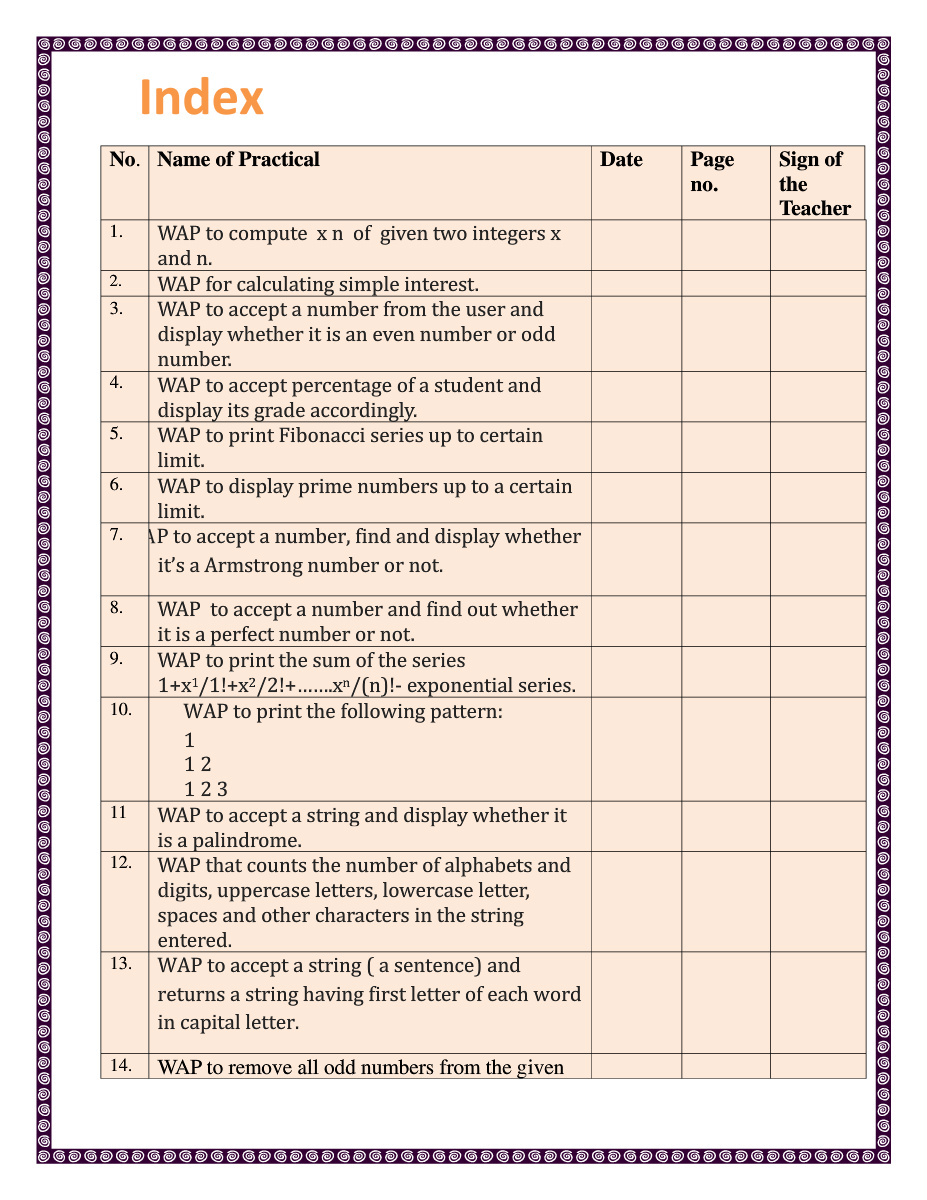 Index
No. Name of Practical Date Page no. Sign of the Teacher
1. WAP to compute x n of given two integers x
and n.
2. WAP for calculating simple interest.
3. WAP to accept a number from the user and
display whether it is an even number or odd
number.
4. WAP to accept percentage of a student and
display its grade accordingly.
5. WAP to print Fibonacci series up to certain
limit.
6. WAP to display prime numbers up to a certain
limit.
7. AP to accept a number, find and display whether
it’s a Armstrong number or not.
8. WAP to accept a number and find out whether
it is a perfect number or not.
9. WAP to print the sum of the series
1+x¹/1!+x²/2!+…….xⁿ/(n)!- exponential series.
10. WAP to print the following pattern:
1
1 2
1 2 3
11 WAP to accept a string and display whether it
is a palindrome.
12. WAP that counts the number of alphabets and
digits, uppercase letters, lowercase letter,
spaces and other characters in the string
entered.
13. WAP to accept a string ( a sentence) and
returns a string having first letter of each word
in capital letter.
14. WAP to remove all odd numbers from the given